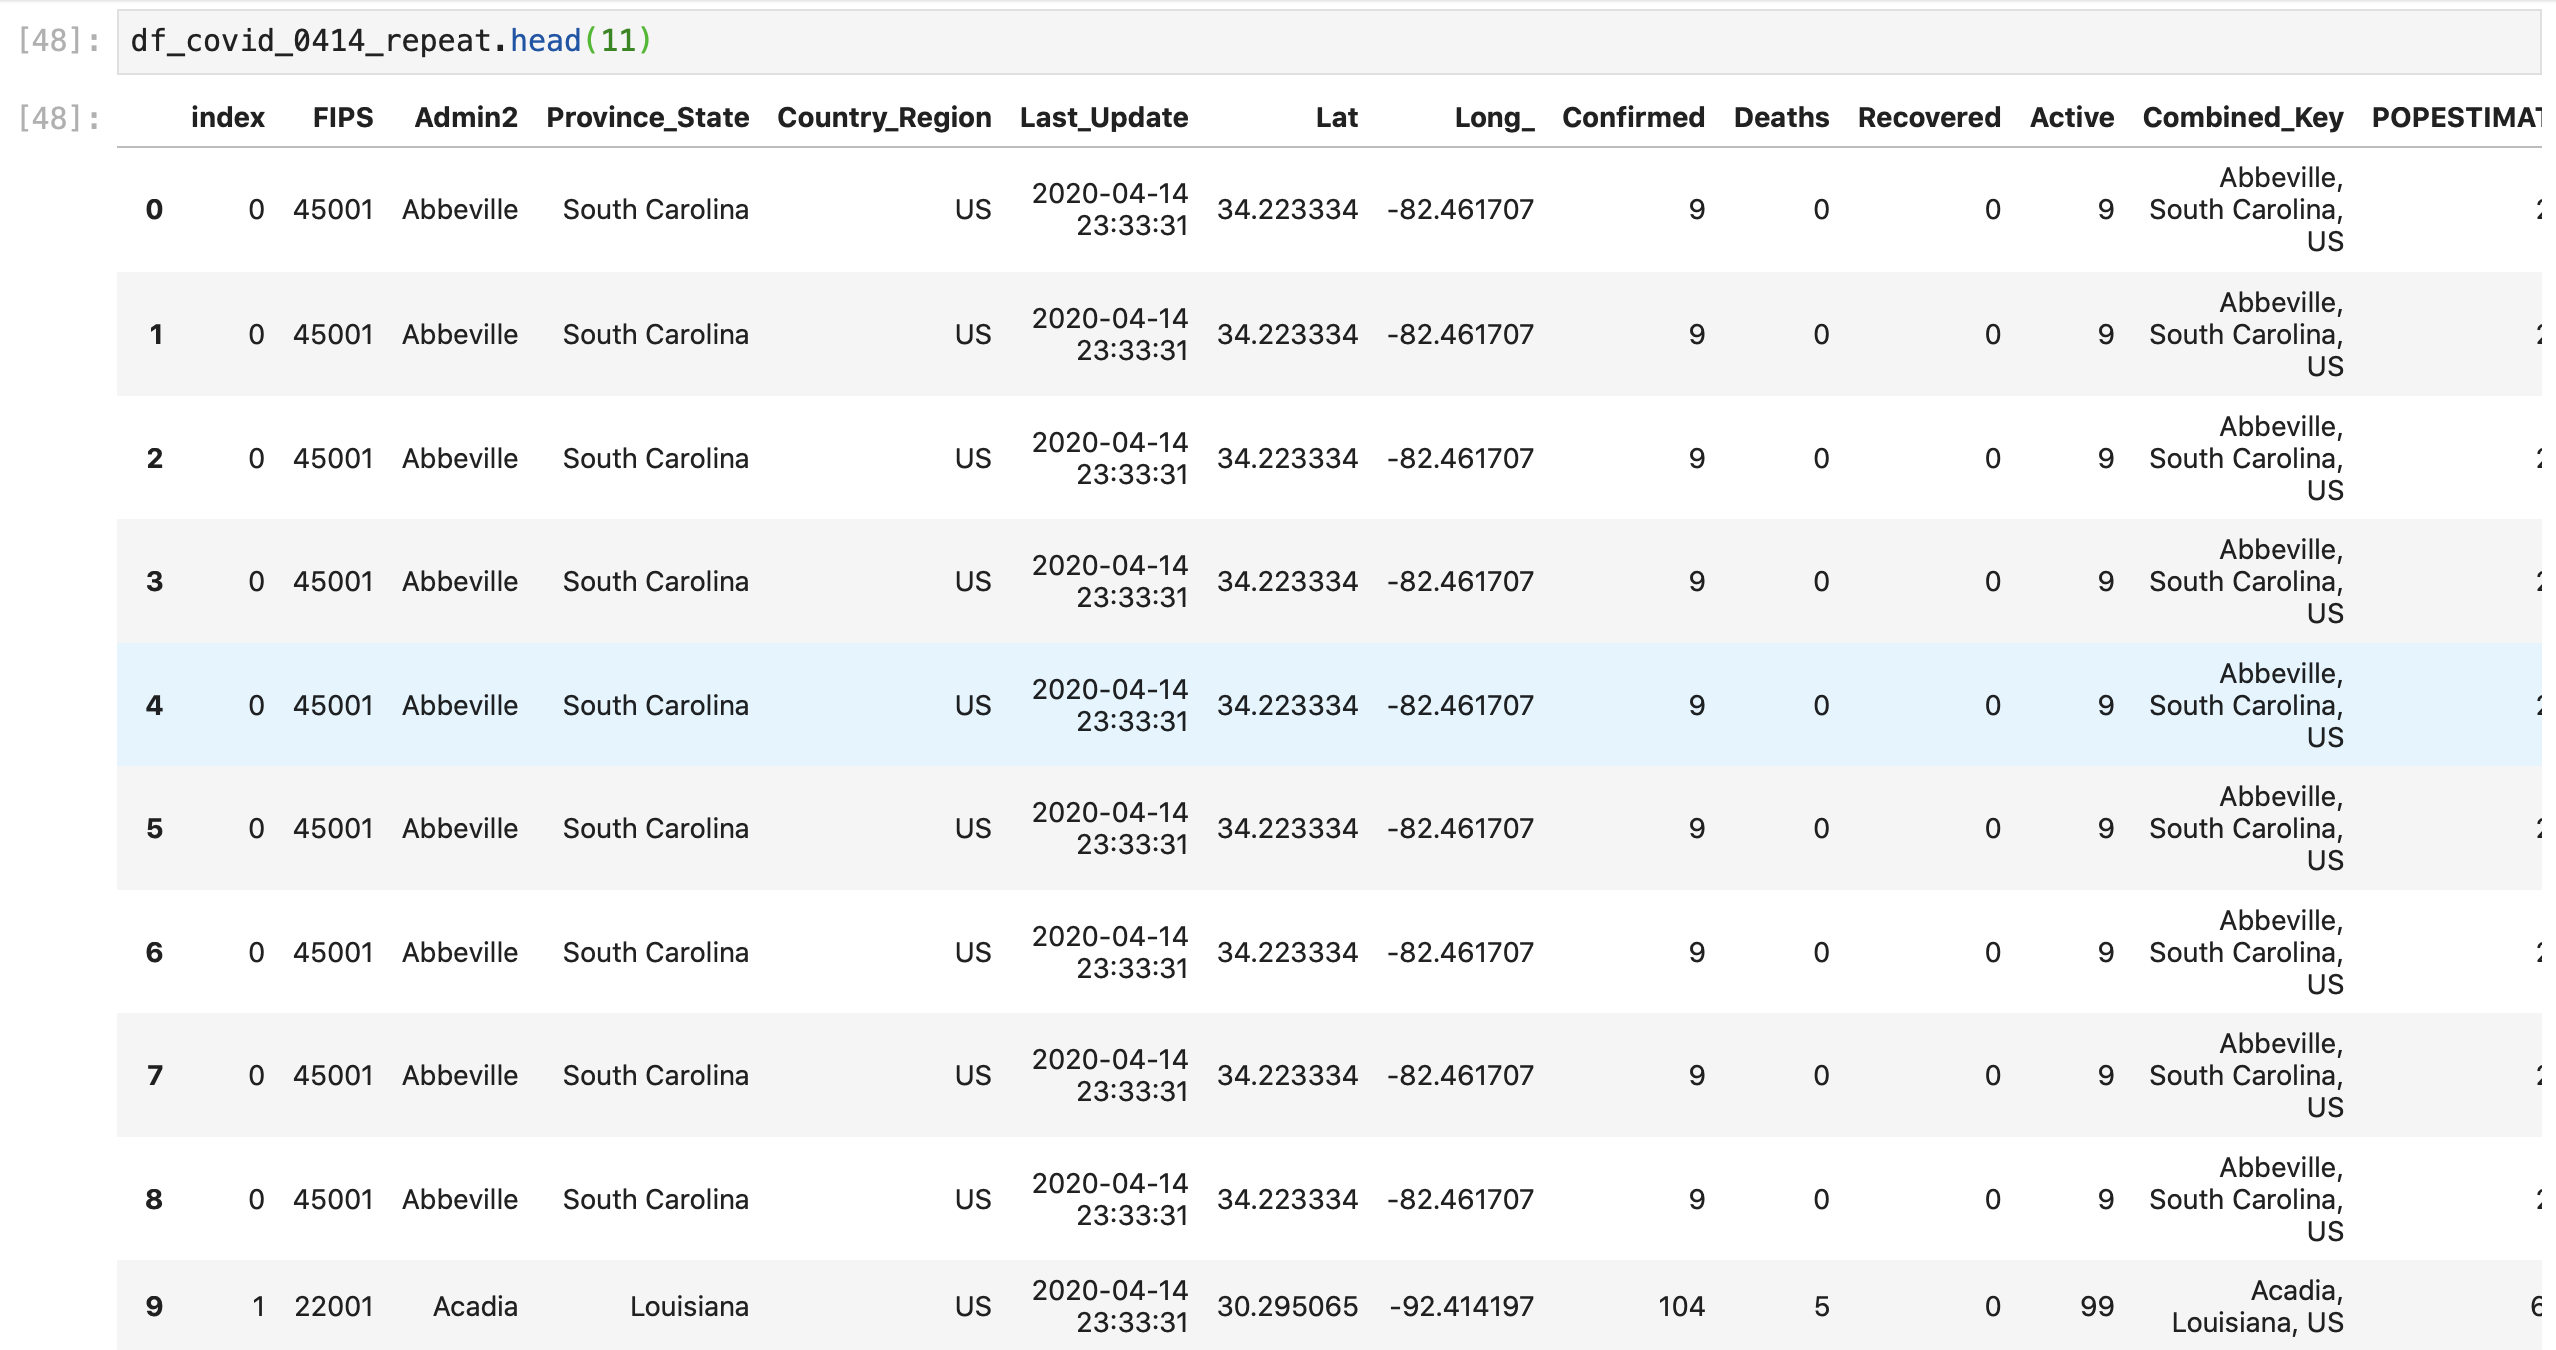 [48]: df_covid_0414_repeat.head(11)
[48]: index FIPS Admin2 Province_State Country_Region Last_Update Lat Long_ Confirmed Deaths Recovered Active Combined_Key POPESTIMAT
0 0 45001 Abbeville South Carolina US 2020-04-14 23:33:31 34.223334 -82.461707 9 0 0 9 Abbeville, South Carolina, US
1 0 45001 Abbeville South Carolina US 2020-04-14 23:33:31 34.223334 -82.461707 9 0 0 9 Abbeville, South Carolina, US
2 0 45001 Abbeville South Carolina US 2020-04-14 23:33:31 34.223334 -82.461707 9 0 0 9 Abbeville, South Carolina, US
3 0 45001 Abbeville South Carolina US 2020-04-14 23:33:31 34.223334 -82.461707 9 0 0 9 Abbeville, South Carolina, US
4 0 45001 Abbeville South Carolina US 2020-04-14 23:33:31 34.223334 -82.461707 9 0 0 9 Abbeville, South Carolina, US
5 0 45001 Abbeville South Carolina US 2020-04-14 23:33:31 34.223334 -82.461707 9 0 0 9 Abbeville, South Carolina, US
6 0 45001 Abbeville South Carolina US 2020-04-14 23:33:31 34.223334 -82.461707 9 0 0 9 Abbeville, South Carolina, US
7 0 45001 Abbeville South Carolina US 2020-04-14 23:33:31 34.223334 -82.461707 9 0 0 9 Abbeville, South Carolina, US
8 0 45001 Abbeville South Carolina US 2020-04-14 23:33:31 34.223334 -82.461707 9 0 0 9 Abbeville, South Carolina, US
9 1 22001 Acadia Louisiana US 2020-04-14 23:33:31 30.295065 -92.414197 104 5 0 99 Acadia, Louisiana, US